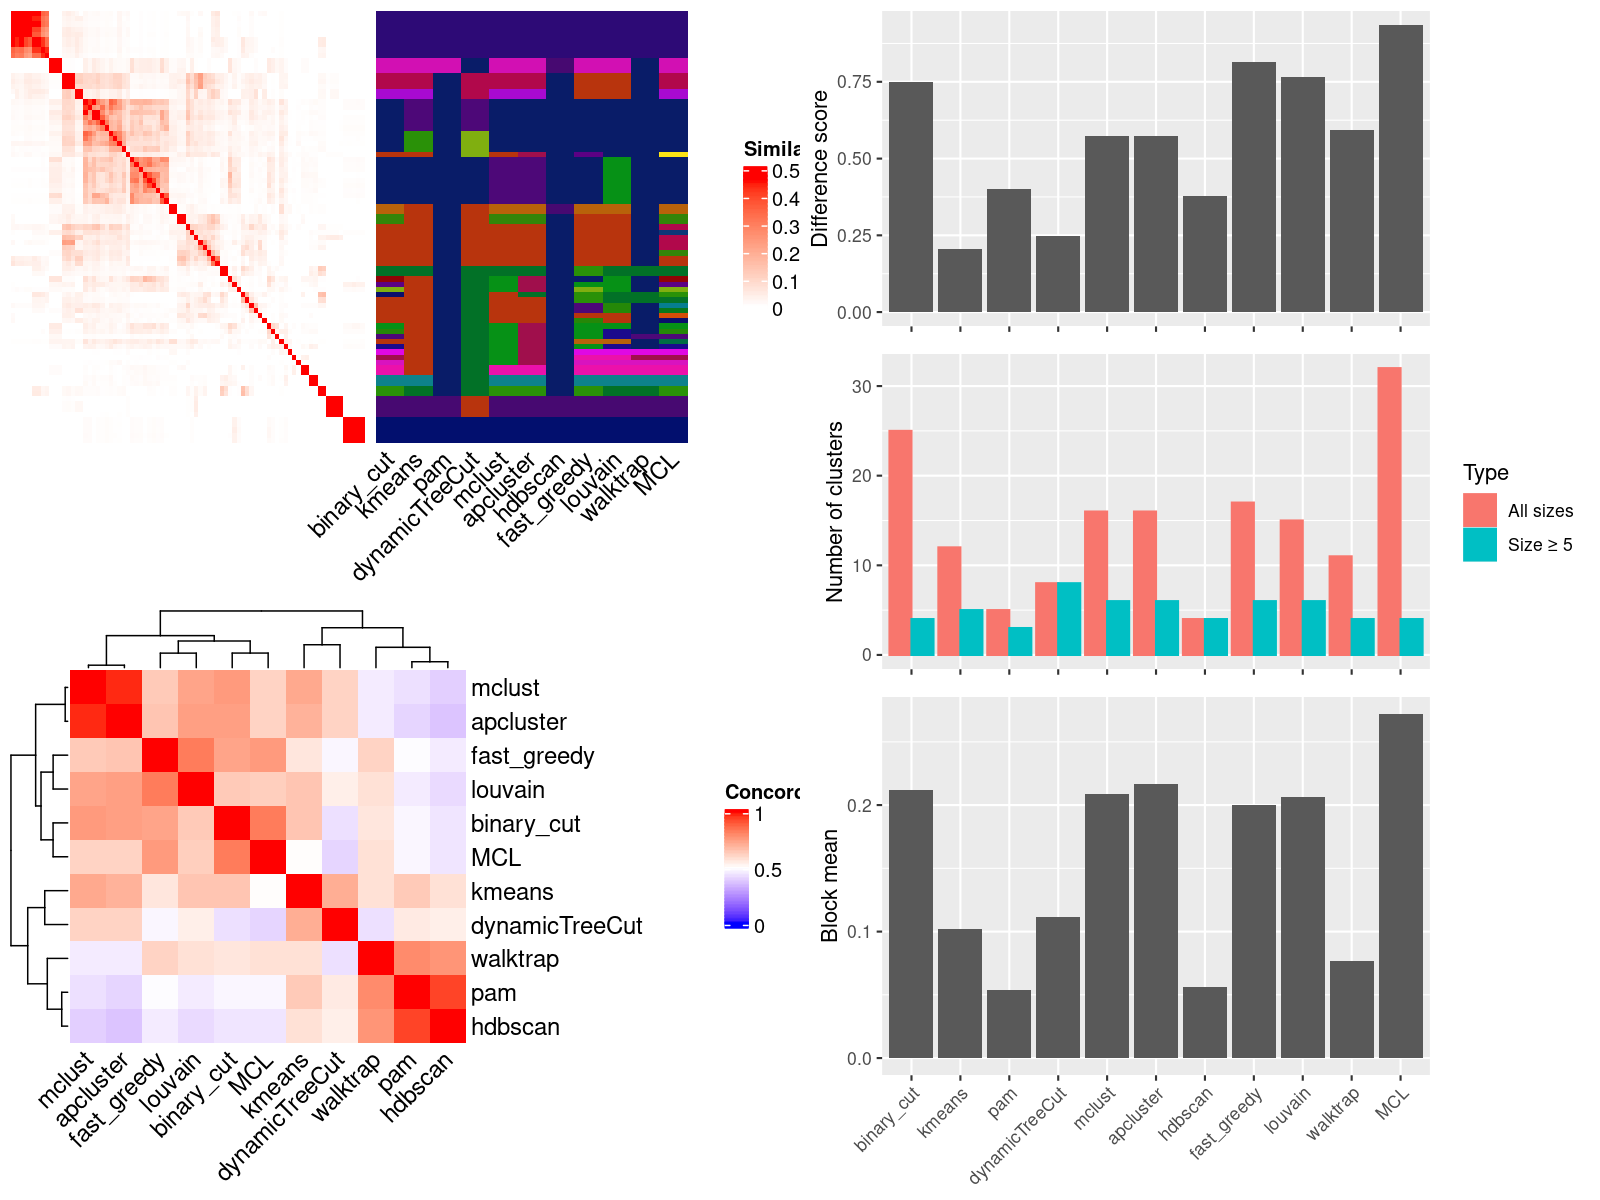 Simila
0.5
0.4
0.3
0.2
0.1
0
binary_cut
kmeans
pam
dynamicTreeCut
mclust
apcluster
hdbscan
fast_greedy
louvain
walktrap
MCL
mclust
apcluster
fast_greedy
louvain
binary_cut
MCL
kmeans
dynamicTreeCut
walktrap
pam
hdbscan
mclust
apcluster
fast_greedy
louvain
binary_cut
MCL
kmeans
dynamicTreeCut
walktrap
pam
hdbscan
Concord
1
0.5
0
Difference score
0.75
0.50
0.25
0.00
Number of clusters
30
20
10
0
Type
All sizes
Size ≥ 5
Block mean
0.2
0.1
0.0
binary_cut
kmeans
pam
dynamicTreeCut
mclust
apcluster
hdbscan
fast_greedy
louvain
walktrap
MCL